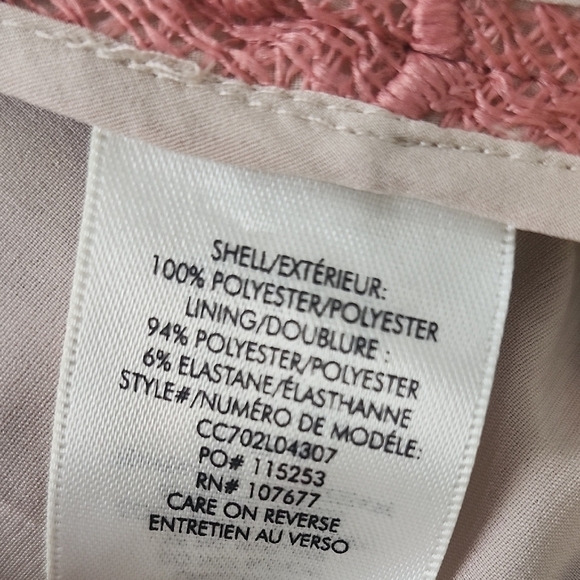 SHELL/EXTÉRIEUR:
100% POLYESTER/POLYESTER
LINING/DOUBLURE :
94% POLYESTER/POLYESTER
6% ELASTANE/ÉLASTHANNE
STYLE#/NUMÉRO DE MODÉLE:
CC702L04307
PO# 115253
RN# 107677
CARE ON REVERSE
ENTRETIEN AU VERSO